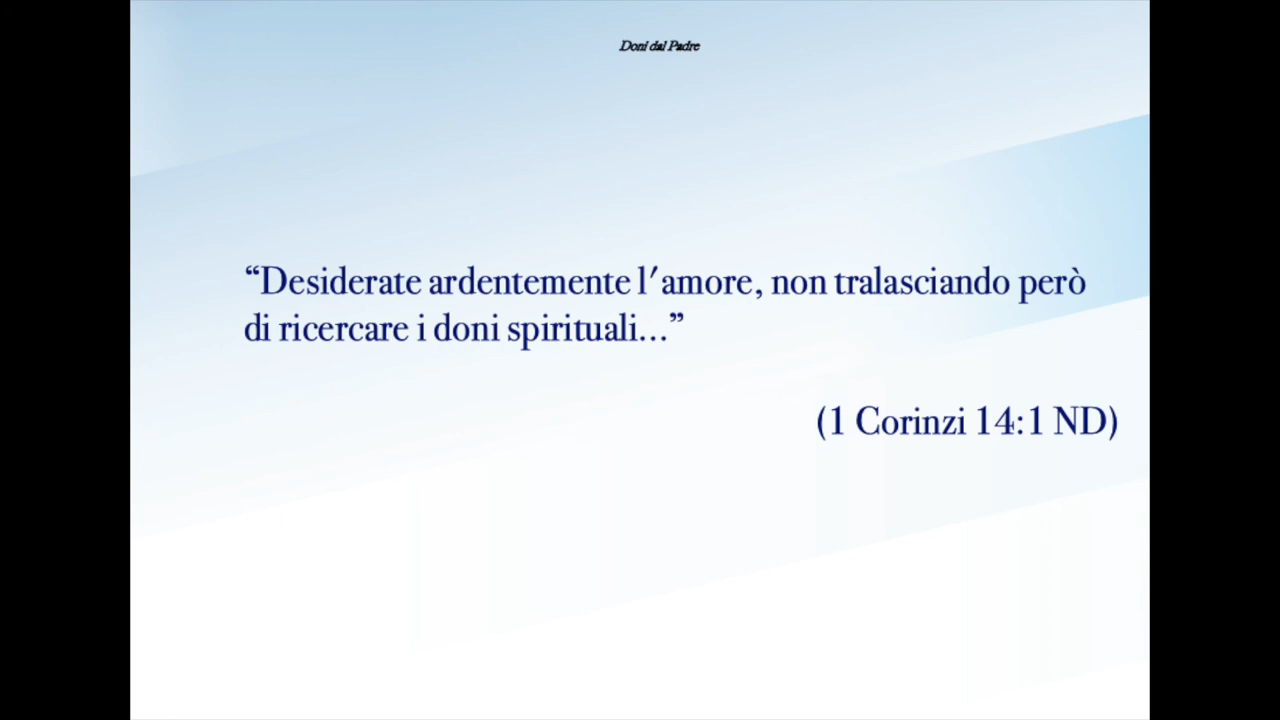 Doni dal Padre
“Desiderate ardentemente l'amore, non tralasciando però
di ricercare i doni spirituali...”
(1 Corinzi 14:1 ND)